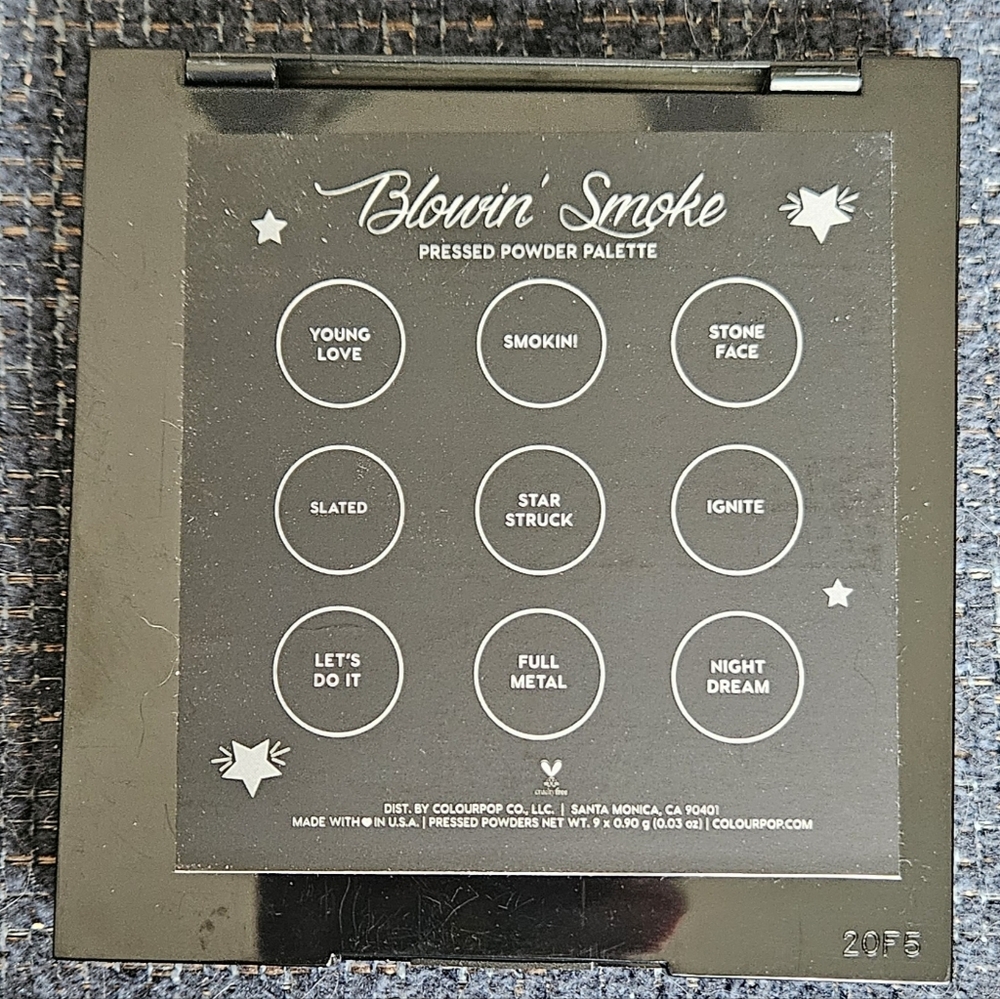 Blowin' Smoke
PRESSED POWDER PALETTE
YOUNG
LOVE
SMOKIN!
STONE
FACE
SLATED
STAR
STRUCK
IGNITE
LET'S
DO IT
FULL
METAL
NIGHT
DREAM
cruelty free
DIST. BY COLOURPOP CO., LLC. | SANTA MONICA, CA 90401
MADE WITH ♥ IN U.S.A. | PRESSED POWDERS NET WT. 9 x 0.90 g (0.03 oz) | COLOURPOP.COM
20F5